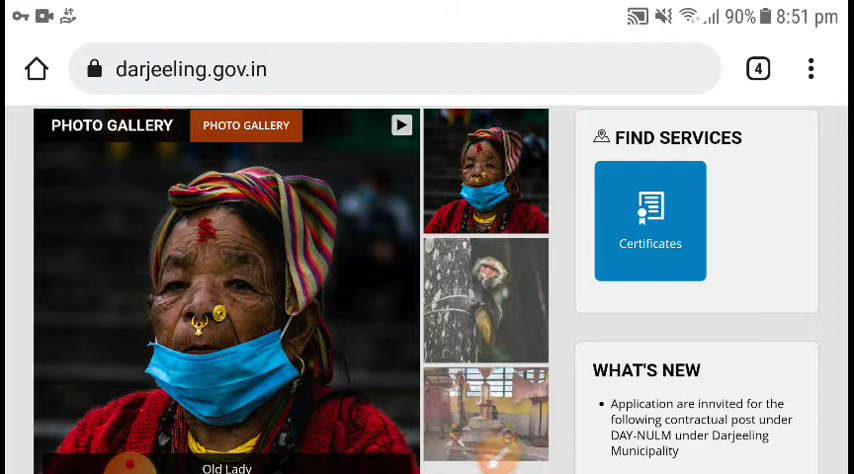 90% 8:51 pm
darjeeling.gov.in
4
PHOTO GALLERY
PHOTO GALLERY
Old Lady
FIND SERVICES
Certificates
WHAT'S NEW
• Application are innvited for the
following contractual post under
DAY-NULM under Darjeeling
Municipality